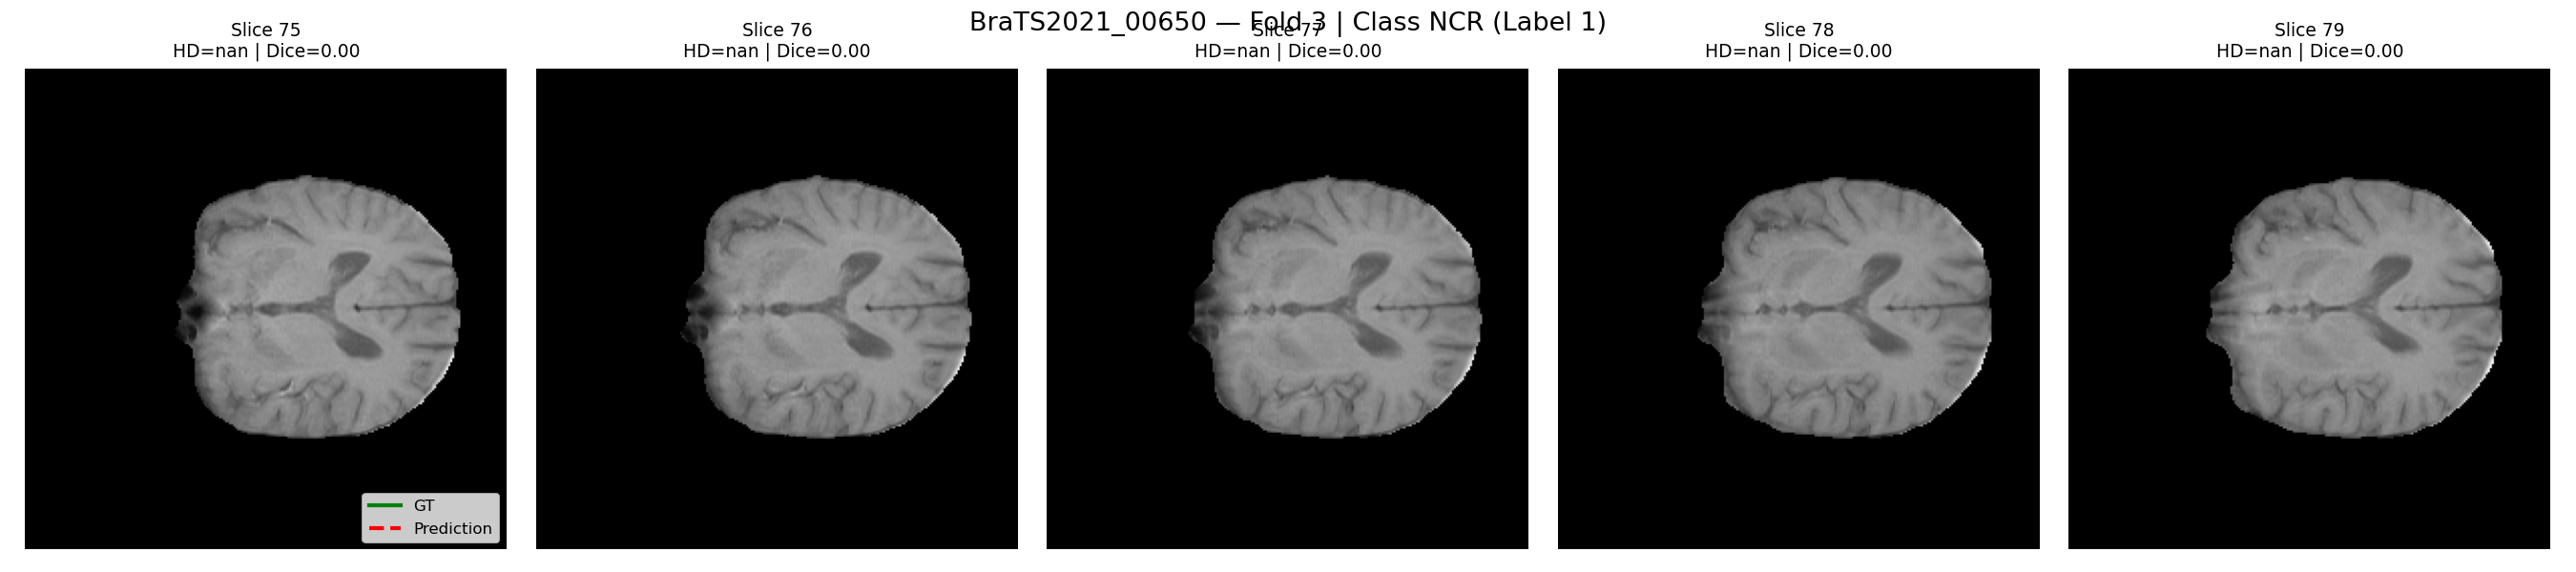 BraTS2021_00650 — Fold 3 | Class NCR (Label 1)
Slice 75
HD=nan | Dice=0.00
Slice 76
HD=nan | Dice=0.00
Slice 77
HD=nan | Dice=0.00
Slice 78
HD=nan | Dice=0.00
Slice 79
HD=nan | Dice=0.00
GT
Prediction